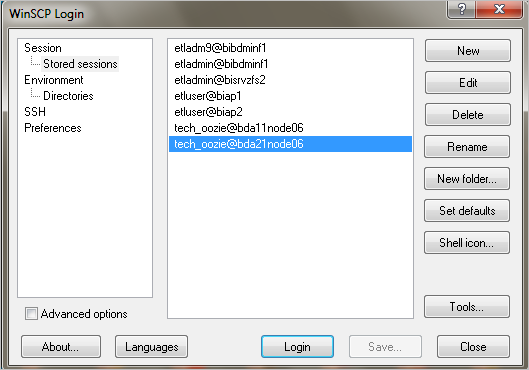 WinSCP Login
?
Session
Stored sessions
Environment
Directories
SSH
Preferences
Advanced options
etladm9@bibdminf1
etladmin@bibdminf1
etladmin@bisrvzfs2
etluser@biap1
etluser@biap2
tech_oozie@bda11node06
tech_oozie@bda21node06
New
Edit
Delete
Rename
New folder...
Set defaults
Shell icon...
Tools...
About...
Languages
Login
Save...
Close